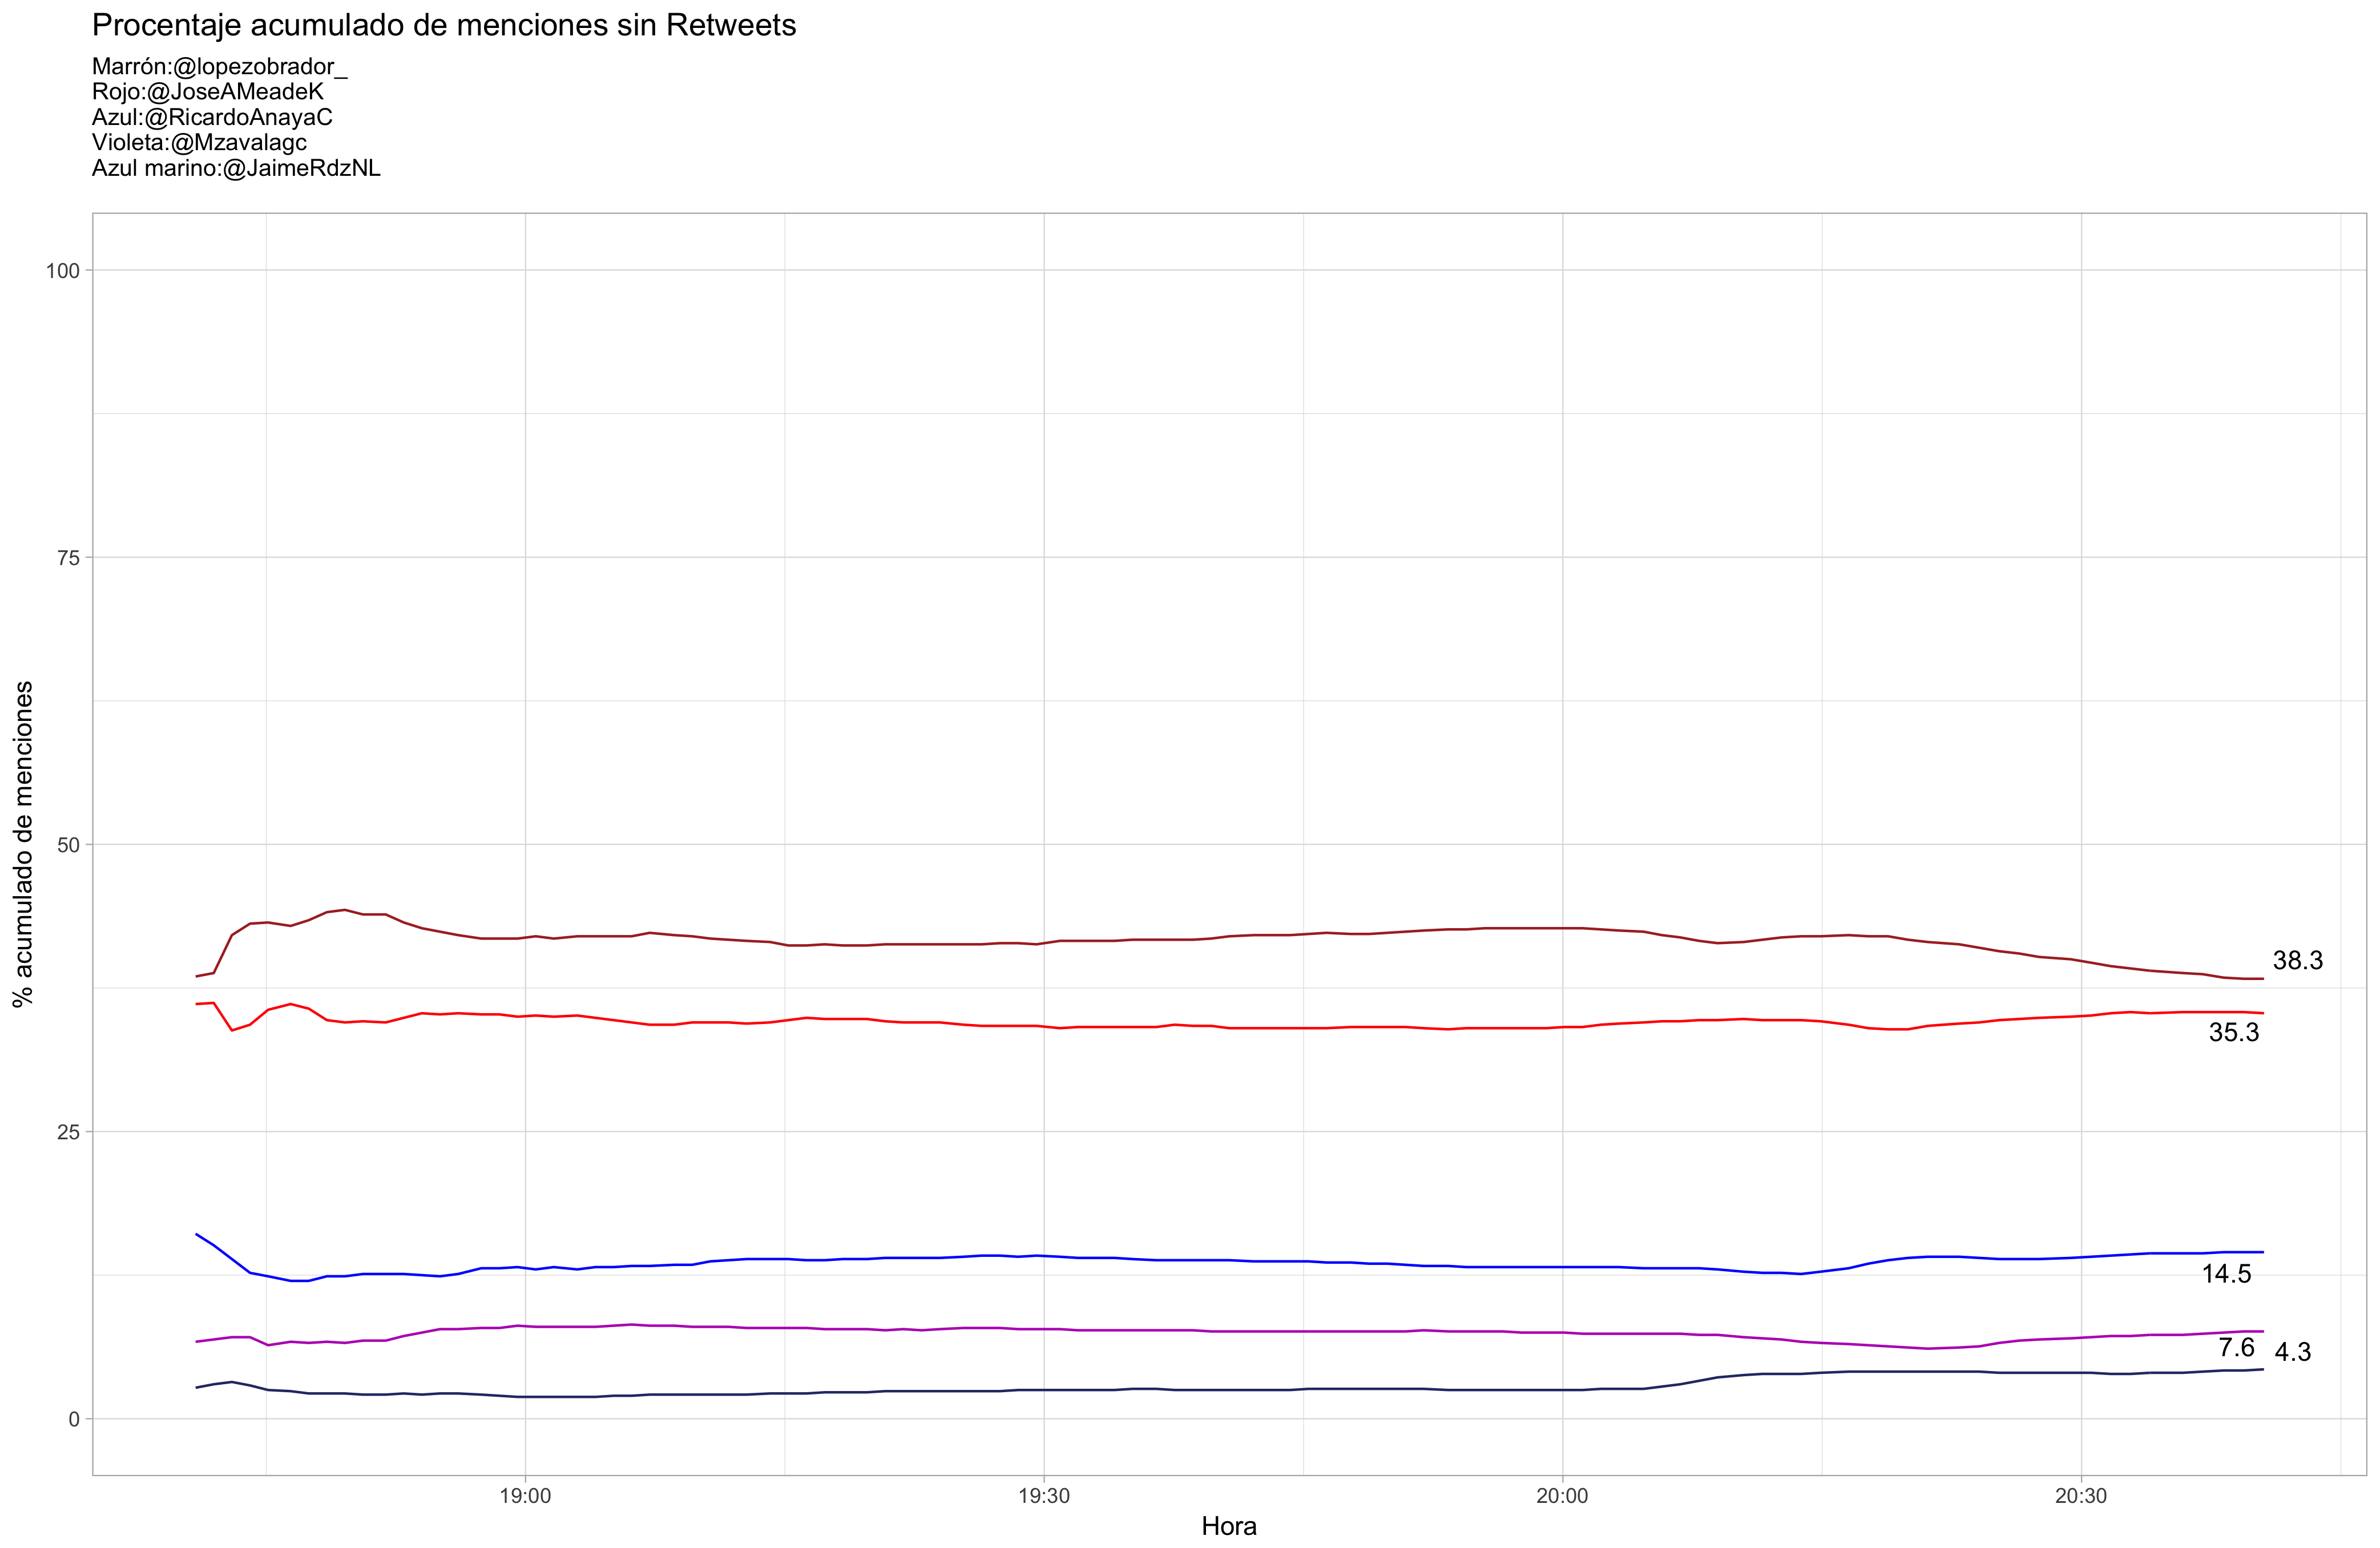 Procentaje acumulado de menciones sin Retweets
Marrón:@lopezobrador_
Rojo:@JoseAMeadeK
Azul:@RicardoAnayaC
Violeta:@Mzavalagc
Azul marino:@JaimeRdzNL
% acumulado de menciones
100
75
50
25
0
38.3
35.3
14.5
7.6
4.3
19:00
19:30
20:00
20:30
Hora